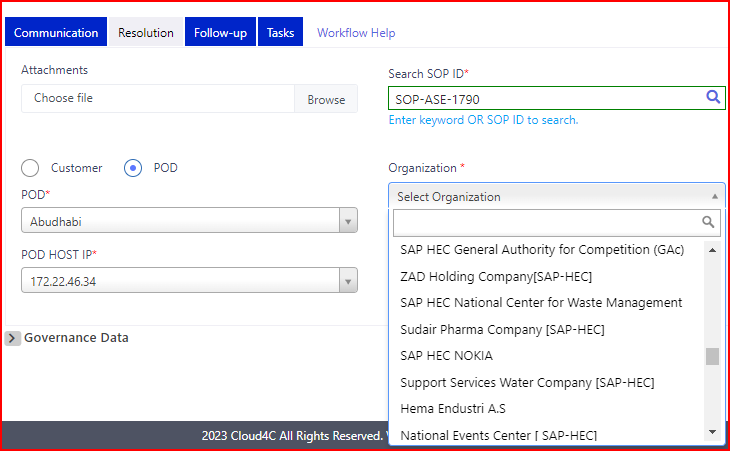 Communication Resolution Follow-up Tasks Workflow Help
Attachments
Choose file Browse
Search SOP ID*
SOP-ASE-1790
Enter keyword OR SOP ID to search.
Customer POD
POD*
Abudhabi
POD HOST IP*
172.22.46.34
Organization *
Select Organization
SAP HEC General Authority for Competition (GAc)
ZAD Holding Company[SAP-HEC]
SAP HEC National Center for Waste Management
Sudair Pharma Company [SAP-HEC]
SAP HEC NOKIA
Support Services Water Company [SAP-HEC]
Hema Endustri A.S
National Events Center [ SAP-HEC]
Governance Data
2023 Cloud4C All Rights Reserved.